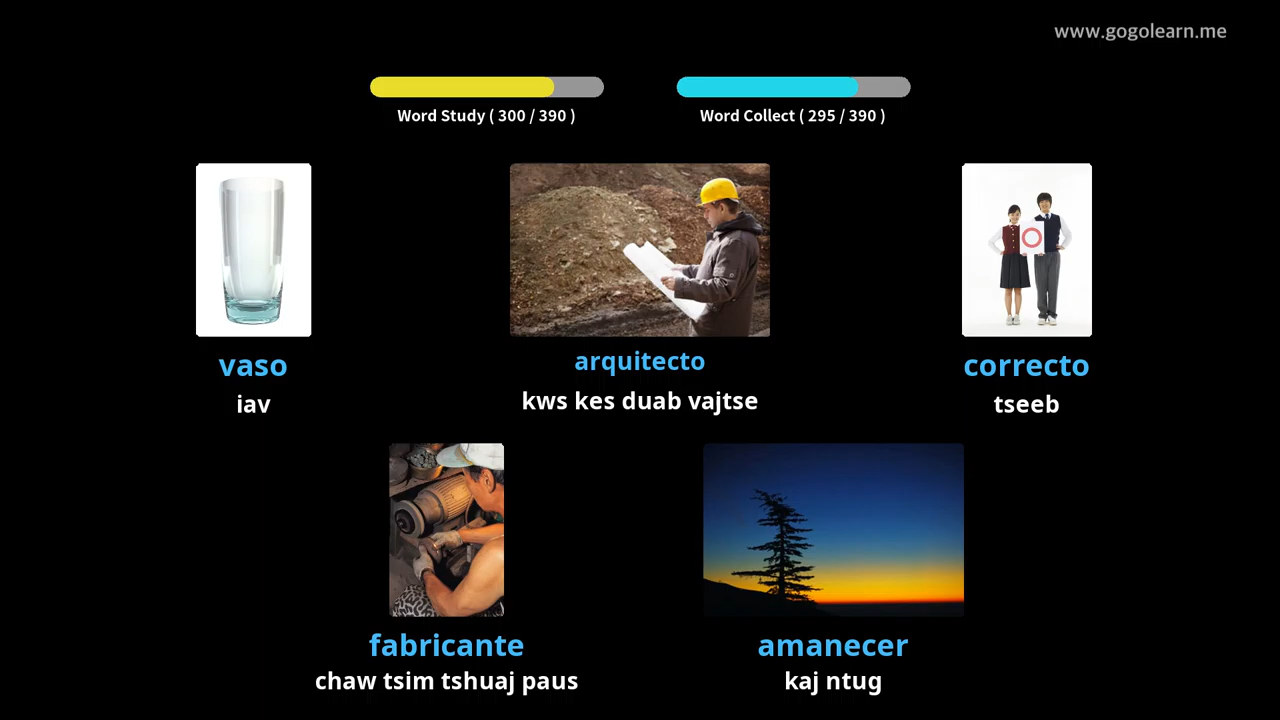 www.gogolearn.me
Word Study ( 300 / 390 )
Word Collect ( 295 / 390 )
vaso
iav
arquitecto
kws kes duab vajtse
correcto
tseeb
fabricante
chaw tsim tshuaj paus
amanecer
kaj ntug